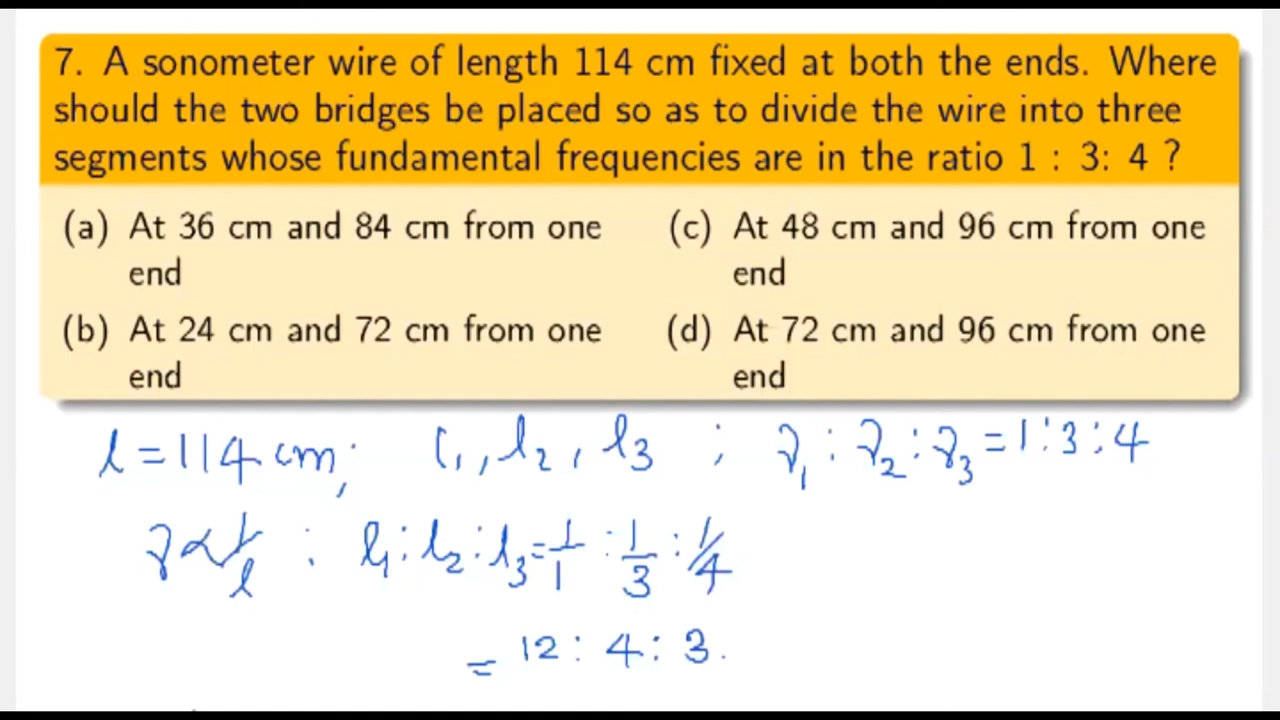 7. A sonometer wire of length 114 cm fixed at both the ends. Where
should the two bridges be placed so as to divide the wire into three
segments whose fundamental frequencies are in the ratio 1 : 3: 4 ?
(a) At 36 cm and 84 cm from one
end
(b) At 24 cm and 72 cm from one
end
(c) At 48 cm and 96 cm from one
end
(d) At 72 cm and 96 cm from one
end
l = 114 cm; l₁, l₂, l₃ ; ν₁ : ν₂ : ν₃ = 1 : 3 : 4
ν ∝ 1/l : l₁ : l₂ : l₃ = 1/1 : 1/3 : 1/4
= 12 : 4 : 3.